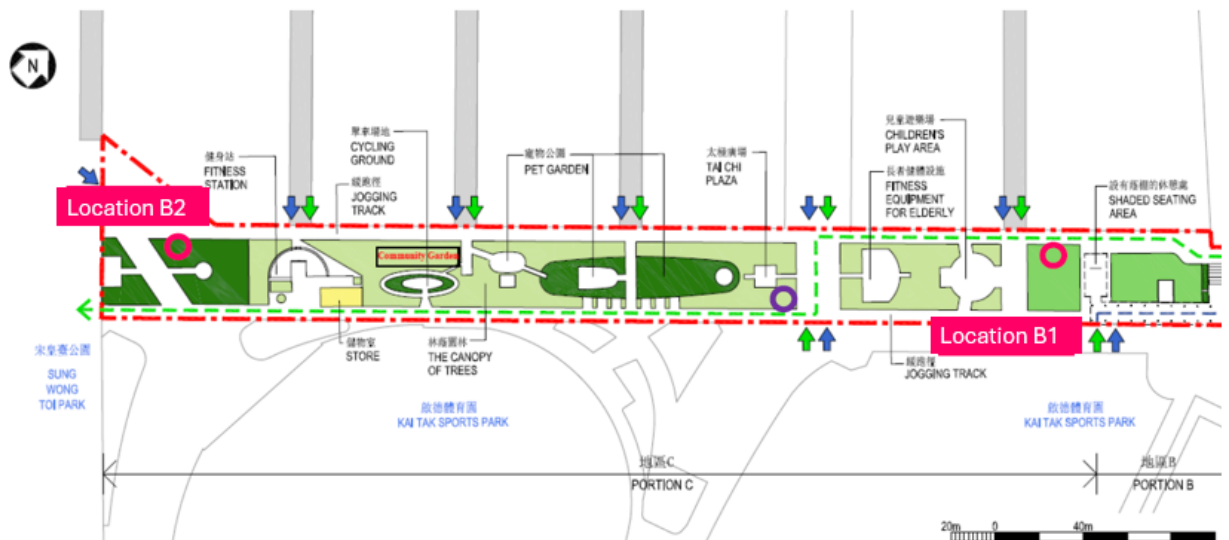 N
Location B2
健身站
FITNESS
STATION
緩跑徑
JOGGING
TRACK
單車場地
CYCLING
GROUND
寵物公園
PET GARDEN
太極廣場
TAI CHI
PLAZA
兒童遊樂場
CHILDREN'S
PLAY AREA
長者健體設施
FITNESS
EQUIPMENT
FOR ELDERLY
設有蔭棚的休憩處
SHADED SEATING
AREA
Community Garden
Location B1
宋皇臺公園
SUNG
WONG
TOI PARK
儲物室
STORE
林蔭園林
THE CANOPY
OF TREES
緩跑徑
JOGGING TRACK
啟德體育園
KAI TAK SPORTS PARK
啟德體育園
KAI TAK SPORTS PARK
地區C
PORTION C
地區B
PORTION B
20m 0 40m